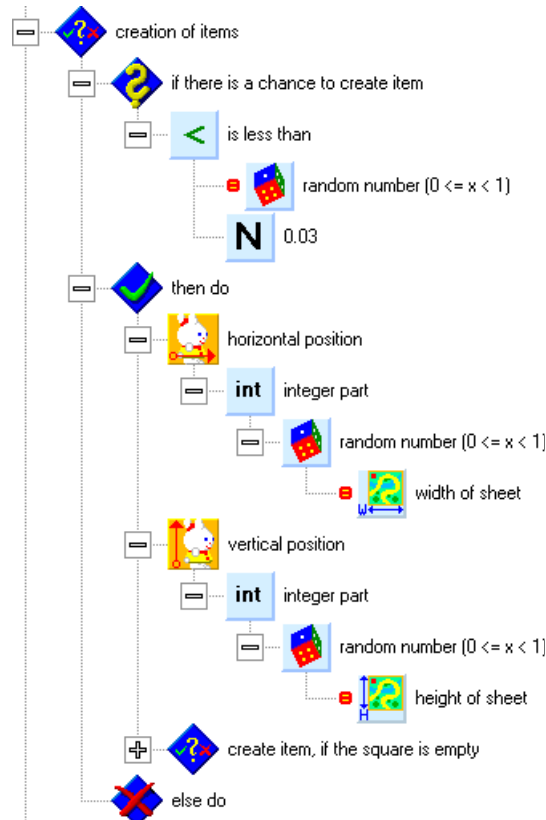 creation of items
if there is a chance to create item
< is less than
random number (0 <= x < 1)
N 0.03
then do
horizontal position
int integer part
random number (0 <= x < 1)
W width of sheet
vertical position
int integer part
random number (0 <= x < 1)
H height of sheet
create item, if the square is empty
else do